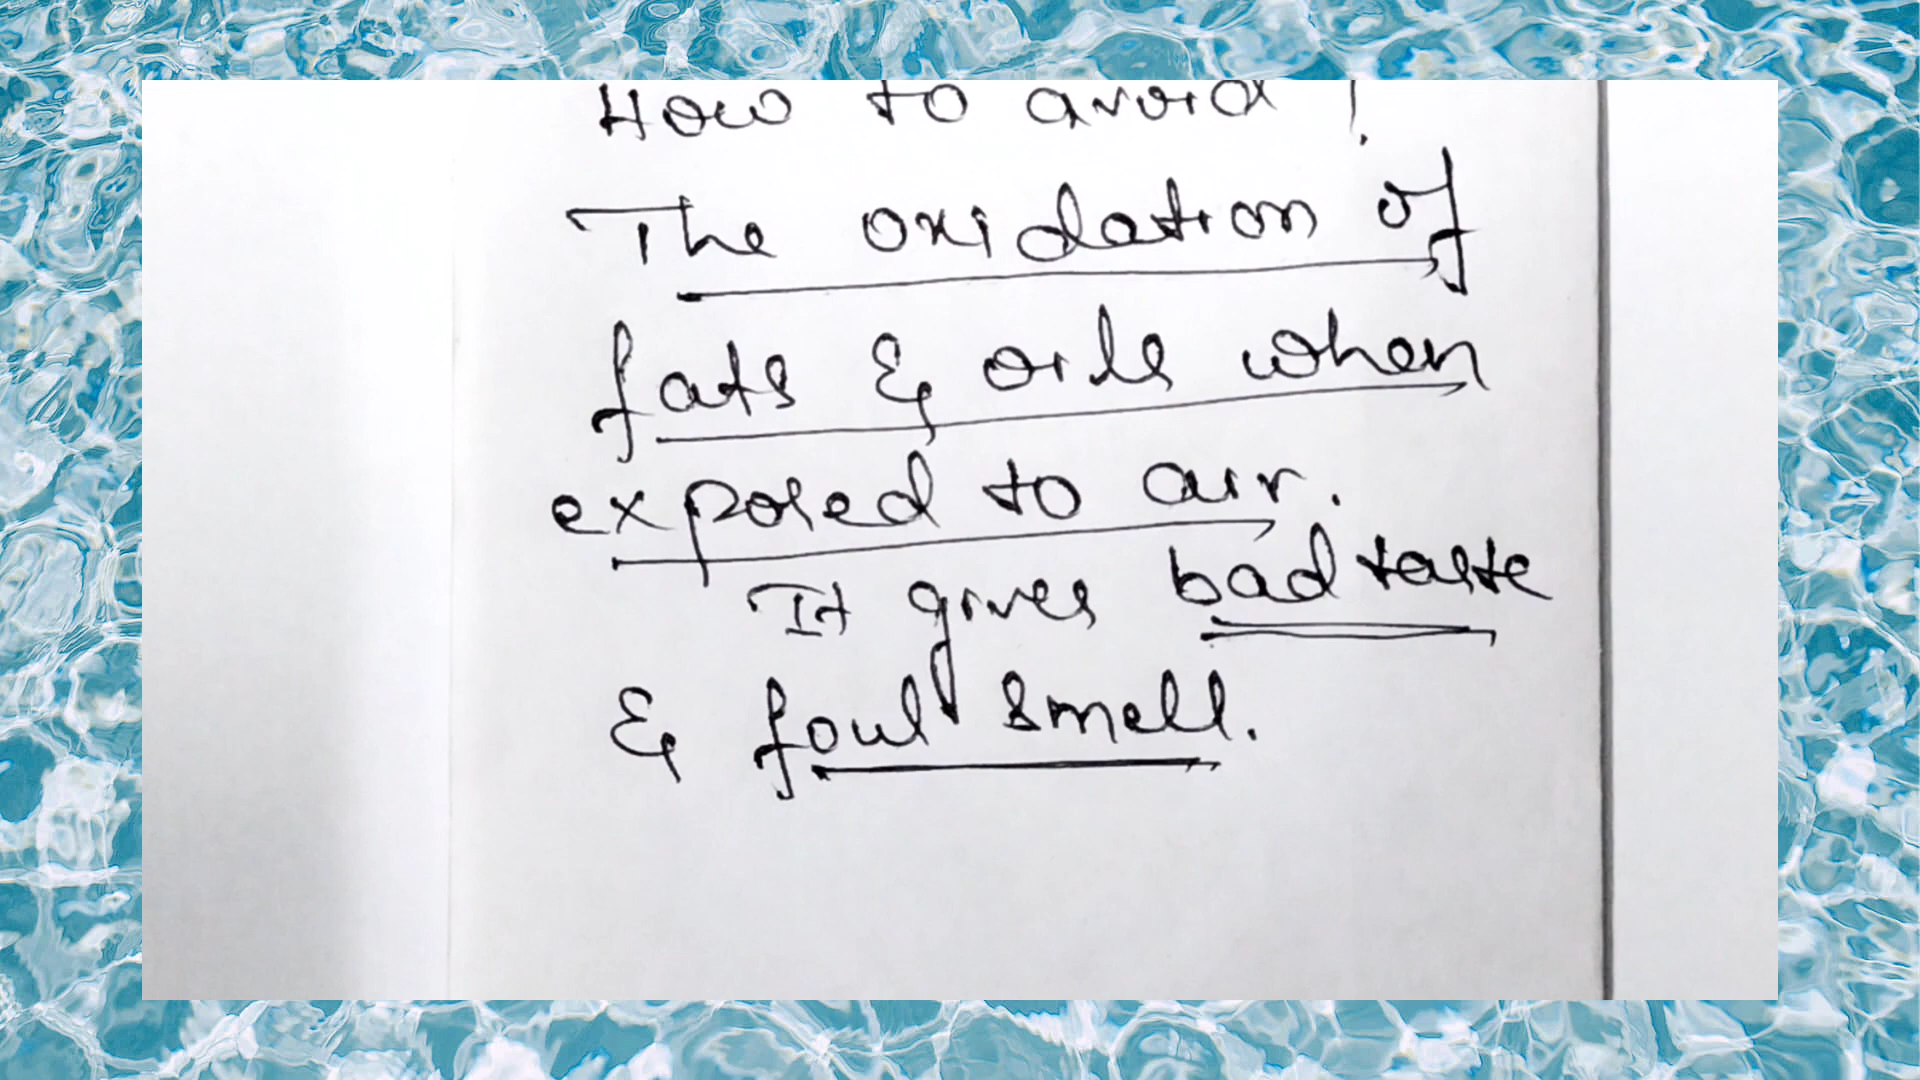 How to avoid ?
The oxidation of
fats & oils when
exposed to air.
It gives bad taste
& foul smell.